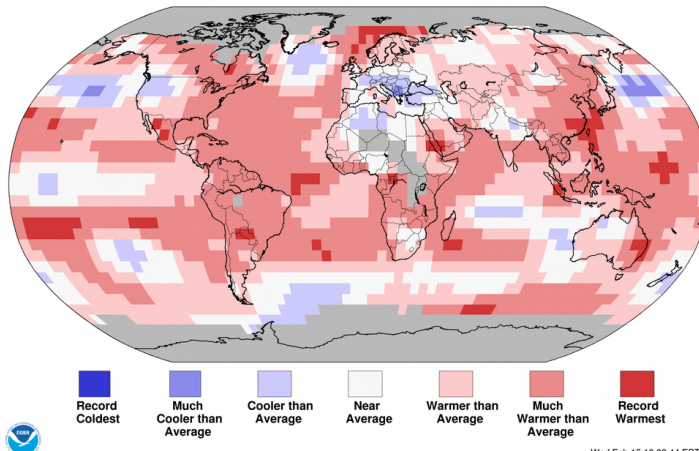 Record
Coldest
Much
Cooler than
Average
Cooler than
Average
Near
Average
Warmer than
Average
Much
Warmer than
Average
Record
Warmest
NOAA